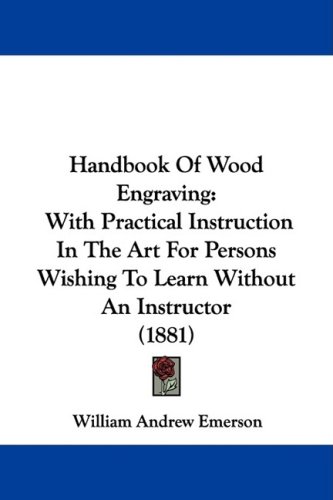 Handbook Of Wood
Engraving:
With Practical Instruction
In The Art For Persons
Wishing To Learn Without
An Instructor
(1881)
William Andrew Emerson